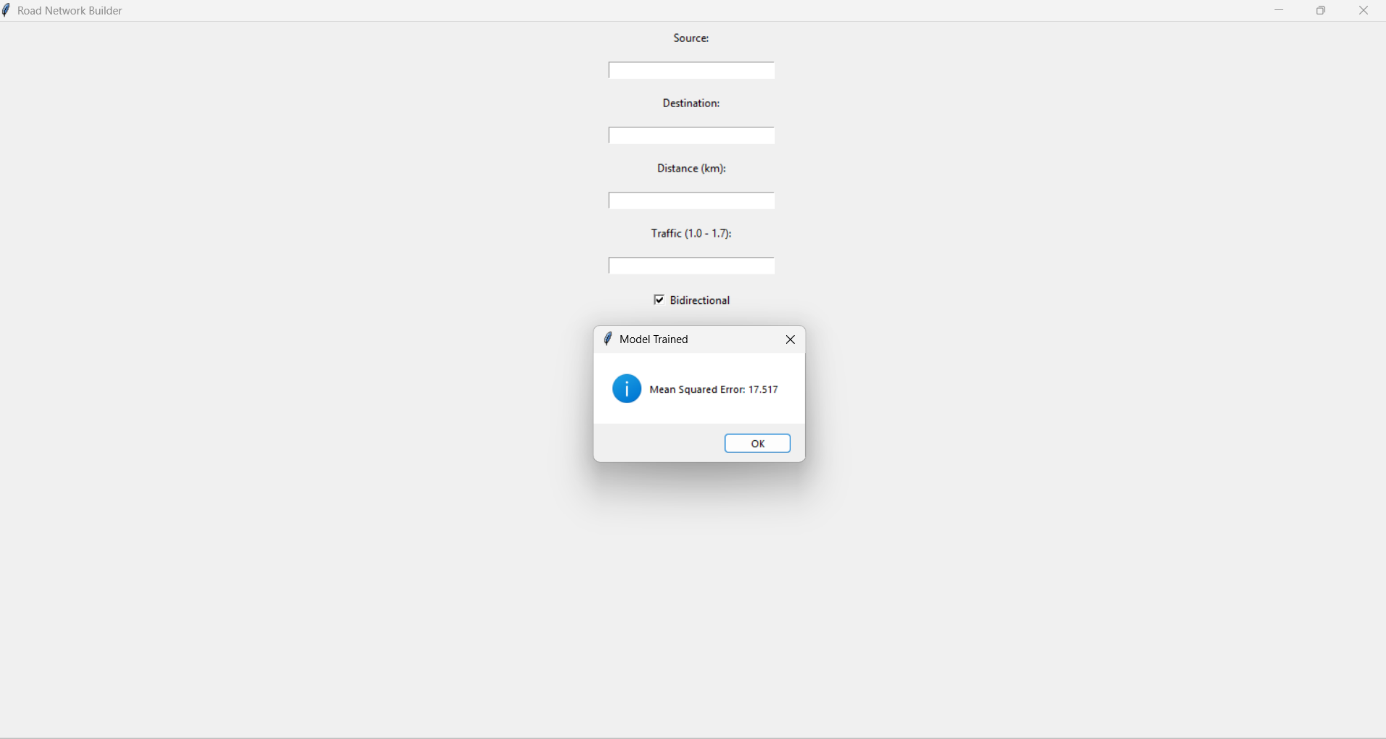 Road Network Builder
Source:
Destination:
Distance (km):
Traffic (1.0 - 1.7):
Bidirectional
Model Trained
Mean Squared Error: 17.517
OK